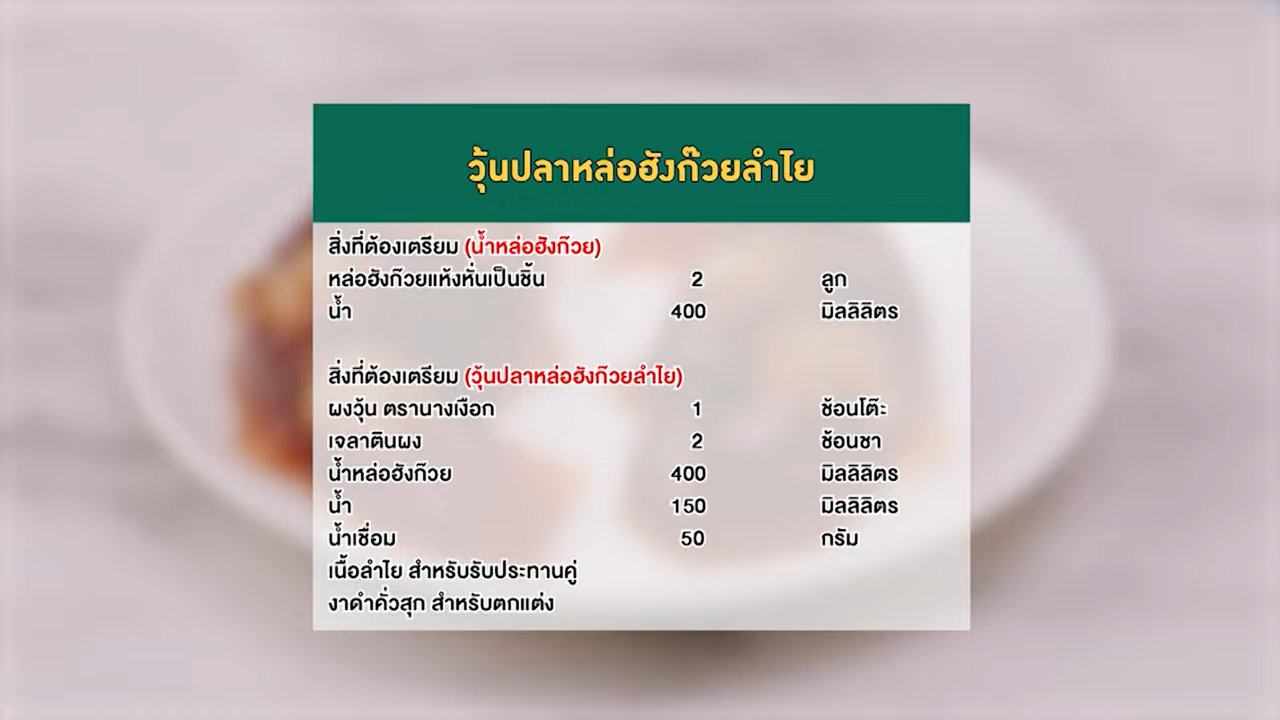 วุ้นปลาหล่อฮังก๊วยลำไย
สิ่งที่ต้องเตรียม (น้ำหล่อฮังก๊วย)
หล่อฮังก๊วยแห้งหั่นเป็นชิ้น 2 ลูก
น้ำ 400 มิลลิลิตร
สิ่งที่ต้องเตรียม (วุ้นปลาหล่อฮังก๊วยลำไย)
ผงวุ้น ตรานางเงือก 1 ช้อนโต๊ะ
เจลาตินผง 2 ช้อนชา
น้ำหล่อฮังก๊วย 400 มิลลิลิตร
น้ำ 150 มิลลิลิตร
น้ำเชื่อม 50 กรัม
เนื้อลำไย สำหรับรับประทานคู่
งาดำคั่วสุก สำหรับตกแต่ง